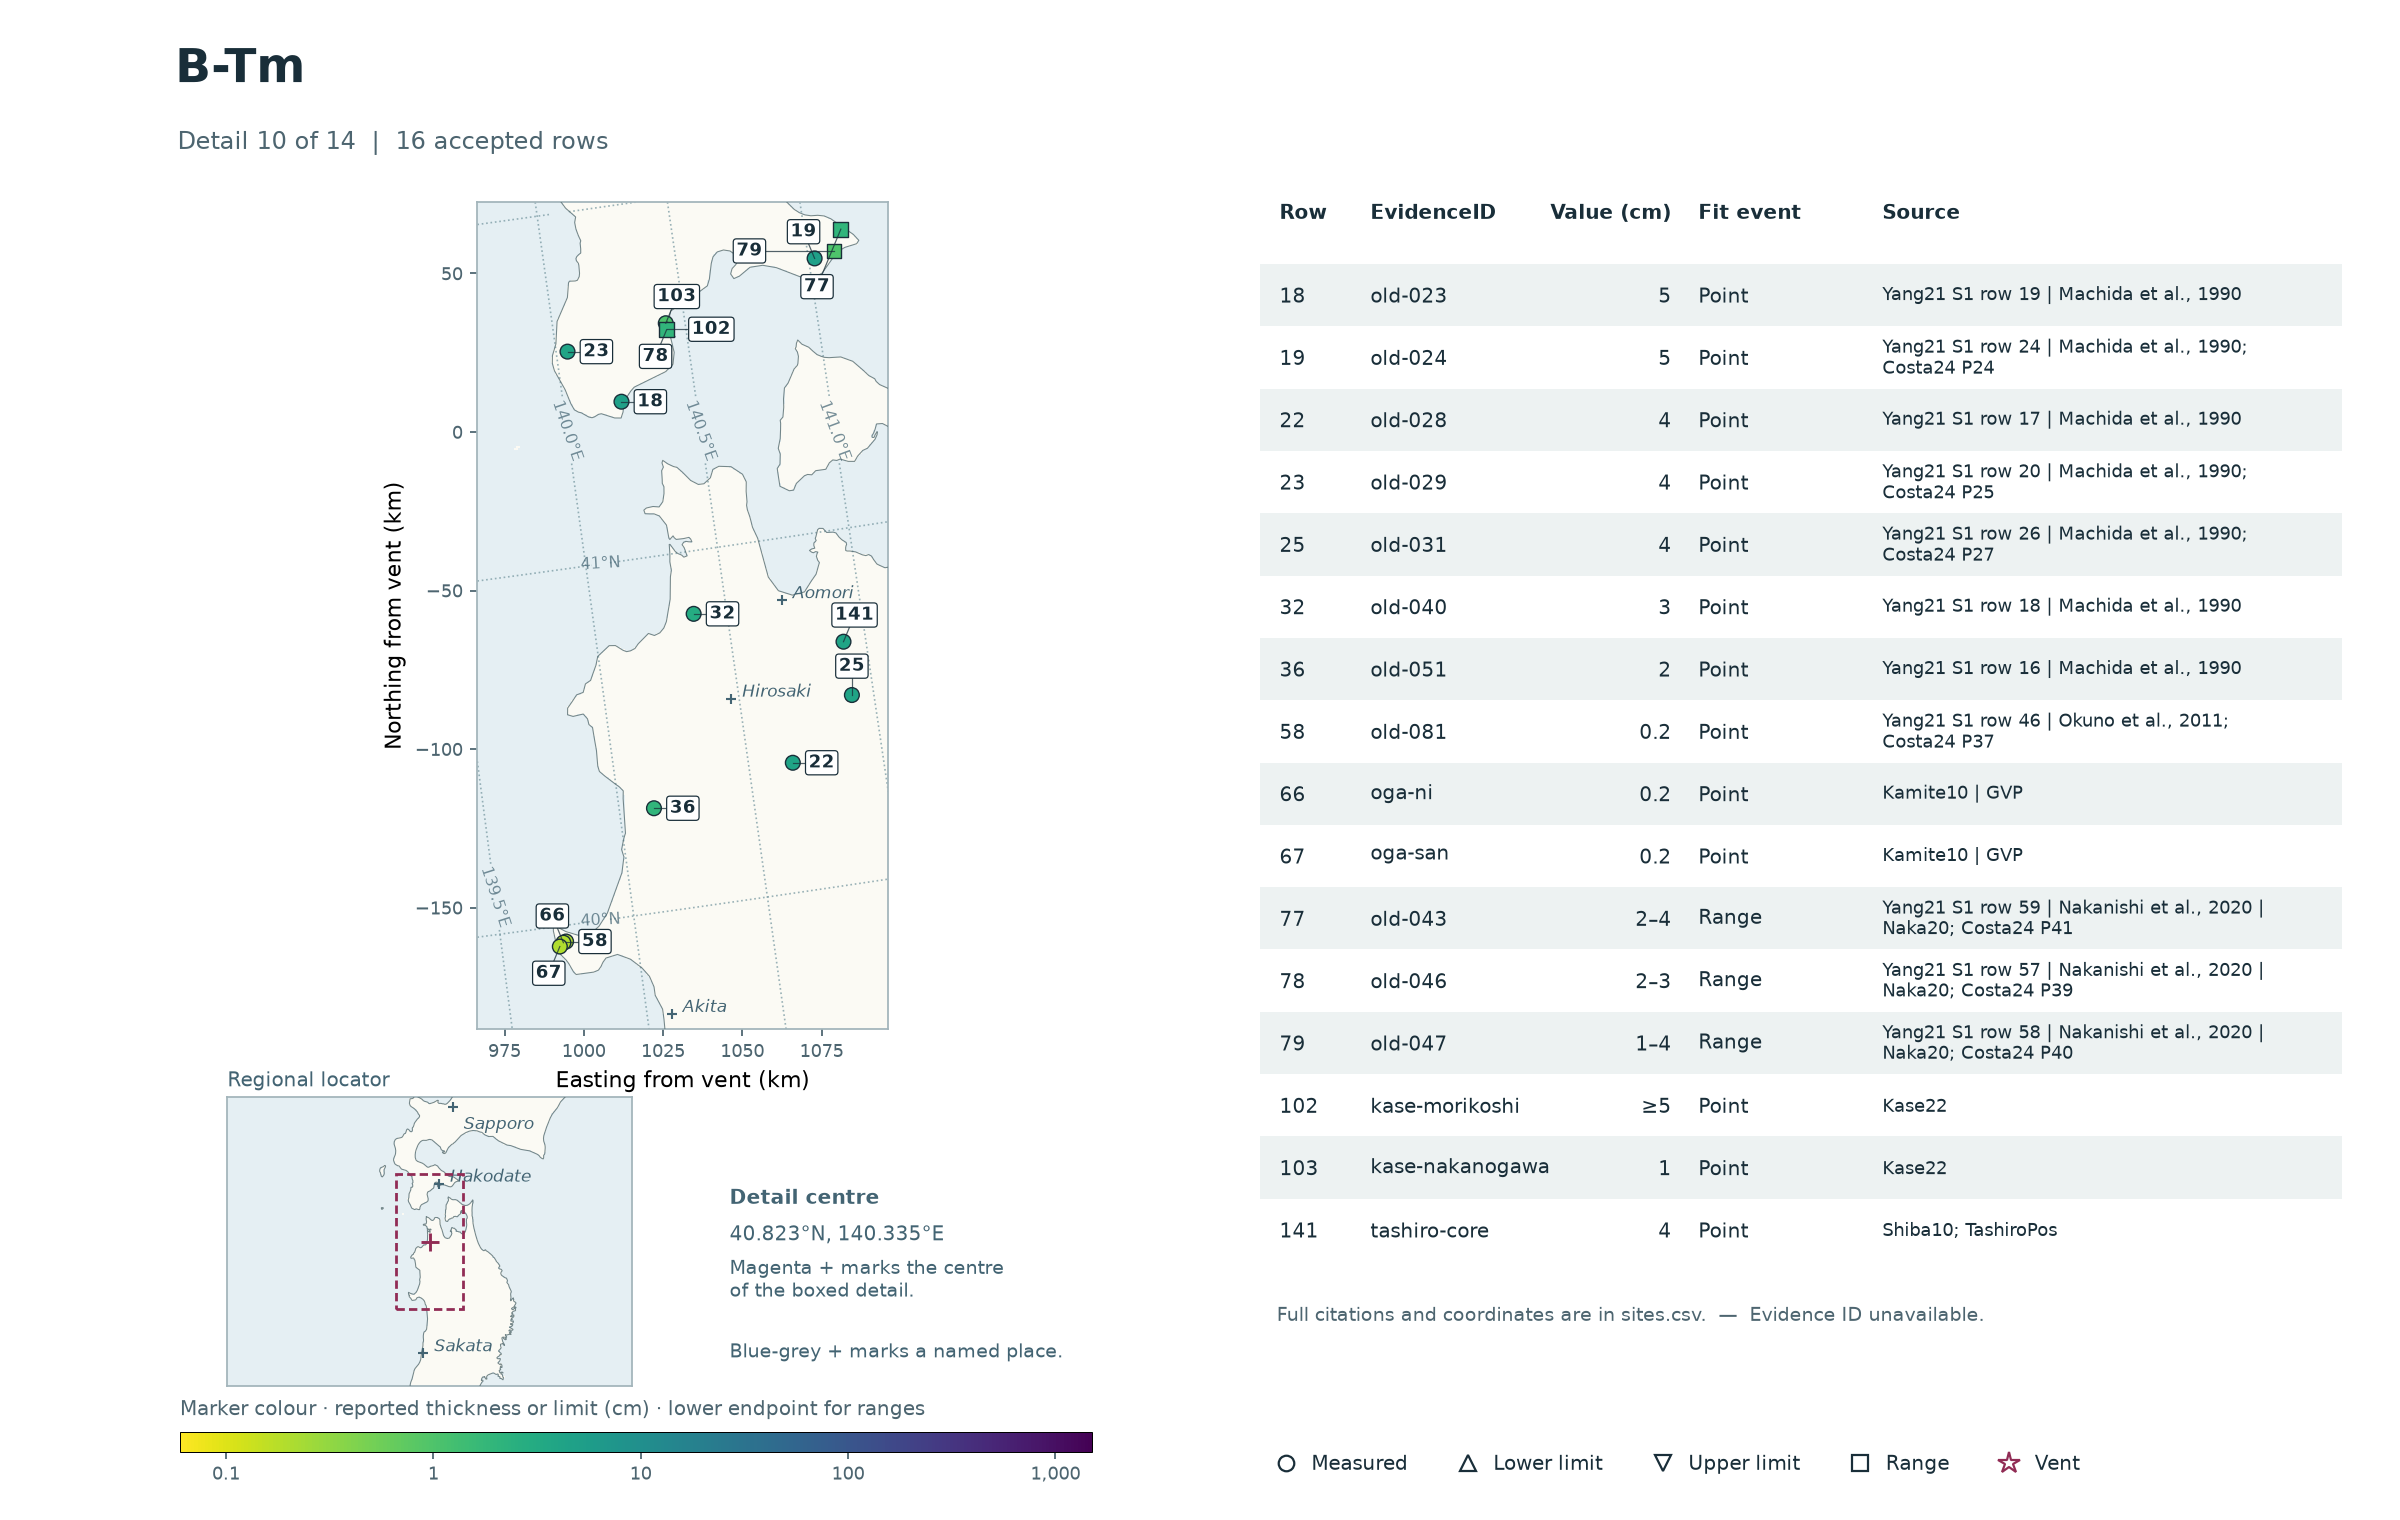 B-Tm
Detail 10 of 14 | 16 accepted rows
19
79
77
103
102
78
23
18
140.0°E
140.5°E
141.0°E
41°N
Aomori
141
32
25
Hirosaki
22
36
139.5°E
40°N
66
58
67
Akita
50
0
−50
−100
−150
Northing from vent (km)
975 1000 1025 1050 1075
Easting from vent (km)
Regional locator
Sapporo
Hakodate
Sakata
Detail centre
40.823°N, 140.335°E
Magenta + marks the centre
of the boxed detail.
Blue-grey + marks a named place.
Marker colour · reported thickness or limit (cm) · lower endpoint for ranges
0.1 1 10 100 1,000
Row EvidenceID Value (cm) Fit event Source
18 old-023 5 Point Yang21 S1 row 19 | Machida et al., 1990
19 old-024 5 Point Yang21 S1 row 24 | Machida et al., 1990;
Costa24 P24
22 old-028 4 Point Yang21 S1 row 17 | Machida et al., 1990
23 old-029 4 Point Yang21 S1 row 20 | Machida et al., 1990;
Costa24 P25
25 old-031 4 Point Yang21 S1 row 26 | Machida et al., 1990;
Costa24 P27
32 old-040 3 Point Yang21 S1 row 18 | Machida et al., 1990
36 old-051 2 Point Yang21 S1 row 16 | Machida et al., 1990
58 old-081 0.2 Point Yang21 S1 row 46 | Okuno et al., 2011;
Costa24 P37
66 oga-ni 0.2 Point Kamite10 | GVP
67 oga-san 0.2 Point Kamite10 | GVP
77 old-043 2–4 Range Yang21 S1 row 59 | Nakanishi et al., 2020 |
Naka20; Costa24 P41
78 old-046 2–3 Range Yang21 S1 row 57 | Nakanishi et al., 2020 |
Naka20; Costa24 P39
79 old-047 1–4 Range Yang21 S1 row 58 | Nakanishi et al., 2020 |
Naka20; Costa24 P40
102 kase-morikoshi ≥5 Point Kase22
103 kase-nakanogawa 1 Point Kase22
141 tashiro-core 4 Point Shiba10; TashiroPos
Full citations and coordinates are in sites.csv. — Evidence ID unavailable.
Measured Lower limit Upper limit Range Vent